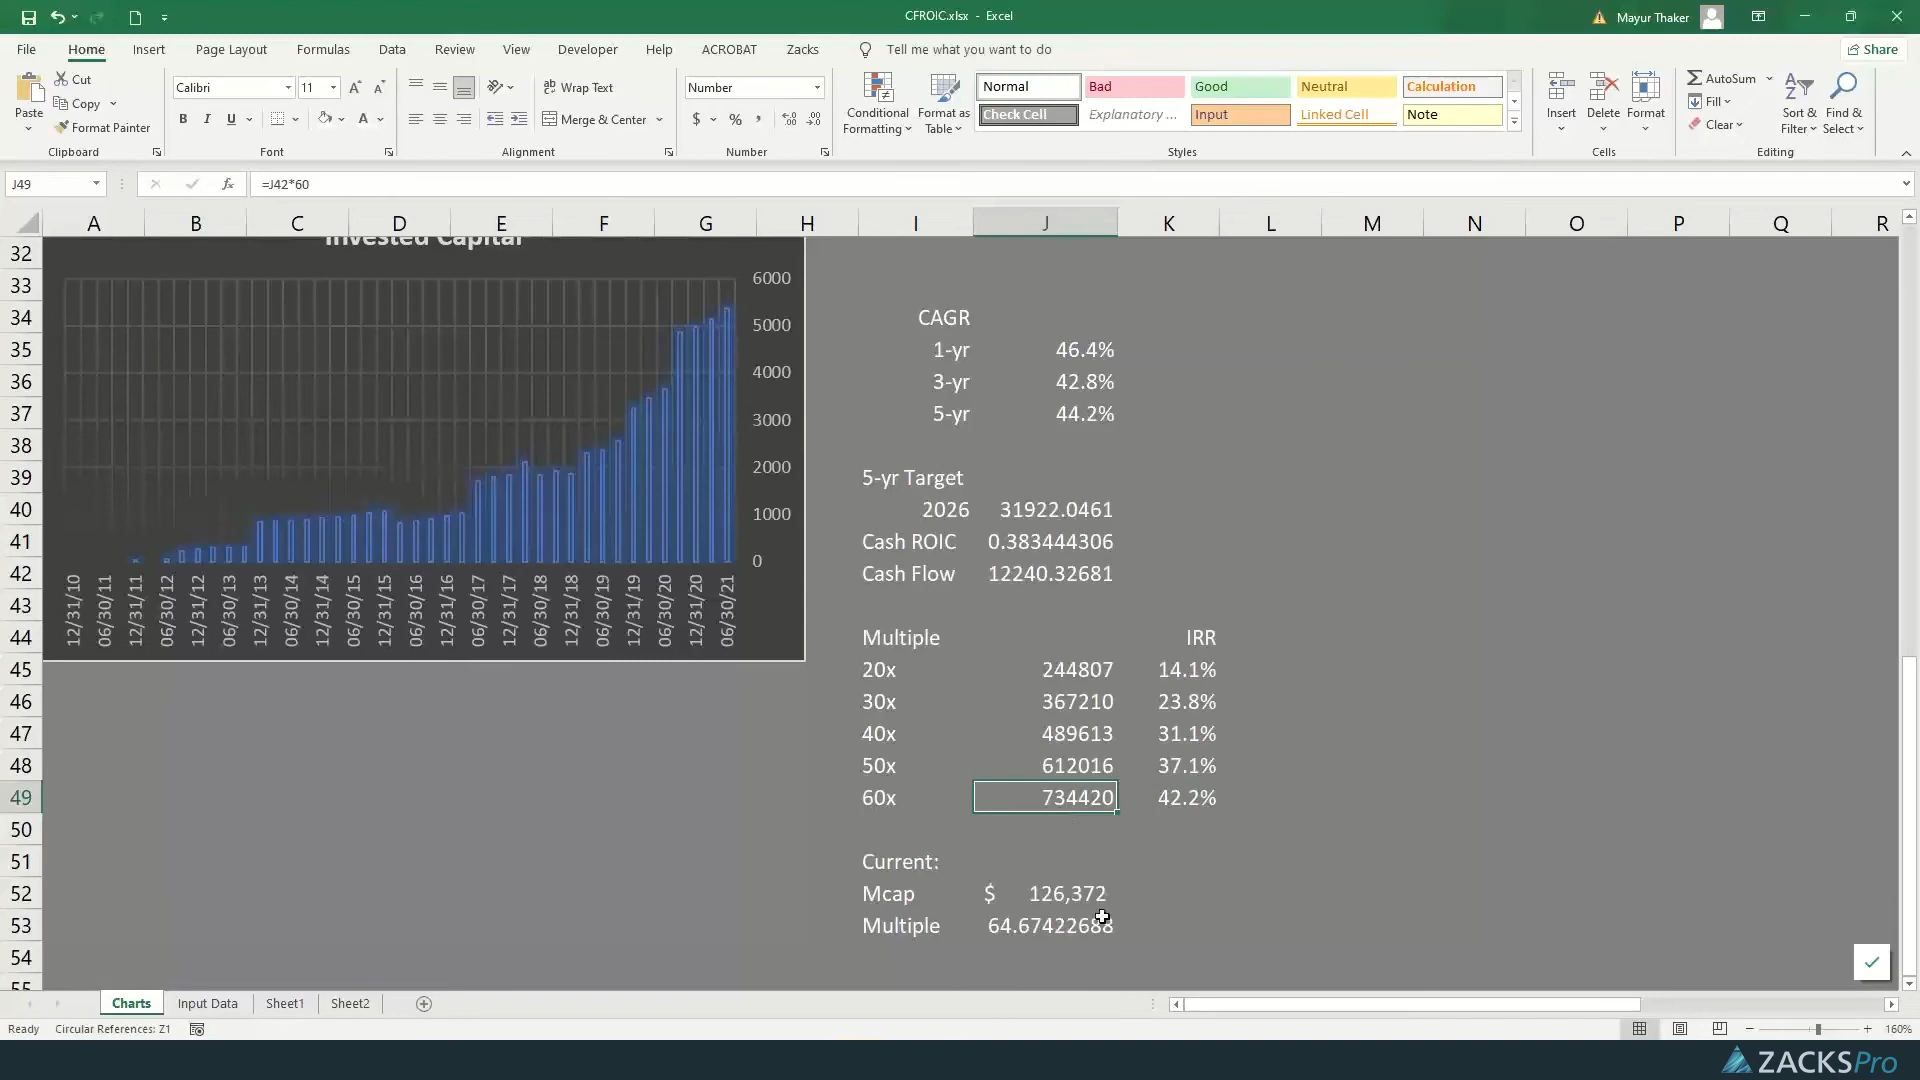 CFROIC.xlsx - Excel
Mayur Thaker
File Home Insert Page Layout Formulas Data Review View Developer Help ACROBAT Zacks Tell me what you want to do Share
Paste
Cut
Copy
Format Painter
Calibri 11
B I U
Wrap Text
Merge & Center
Number
$ % ,
Conditional Formatting
Format as Table
Normal Bad Good Neutral Calculation
Check Cell Explanatory ... Input Linked Cell Note
Insert Delete Format
AutoSum
Fill
Clear
Sort & Filter
Find & Select
Clipboard Font Alignment Number Styles Cells Editing
J49 fx =J42*60
A B C D E F G H I J K L M N O P Q R
32
33
34
35
36
37
38
39
40
41
42
43
44
45
46
47
48
49
50
51
52
53
54
55
Invested Capital
6000
5000
4000
3000
2000
1000
0
12/31/10 06/30/11 12/31/11 06/30/12 12/31/12 06/30/13 12/31/13 06/30/14 12/31/14 06/30/15 12/31/15 06/30/16 12/31/16 06/30/17 12/31/17 06/30/18 12/31/18 06/30/19 12/31/19 06/30/20 12/31/20 06/30/21
CAGR
1-yr 46.4%
3-yr 42.8%
5-yr 44.2%
5-yr Target
2026 31922.0461
Cash ROIC 0.383444306
Cash Flow 12240.32681
Multiple IRR
20x 244807 14.1%
30x 367210 23.8%
40x 489613 31.1%
50x 612016 37.1%
60x 734420 42.2%
Current:
Mcap $ 126,372
Multiple 64.67422688
Charts Input Data Sheet1 Sheet2
Ready Circular References: Z1 160%
ZACKSPro